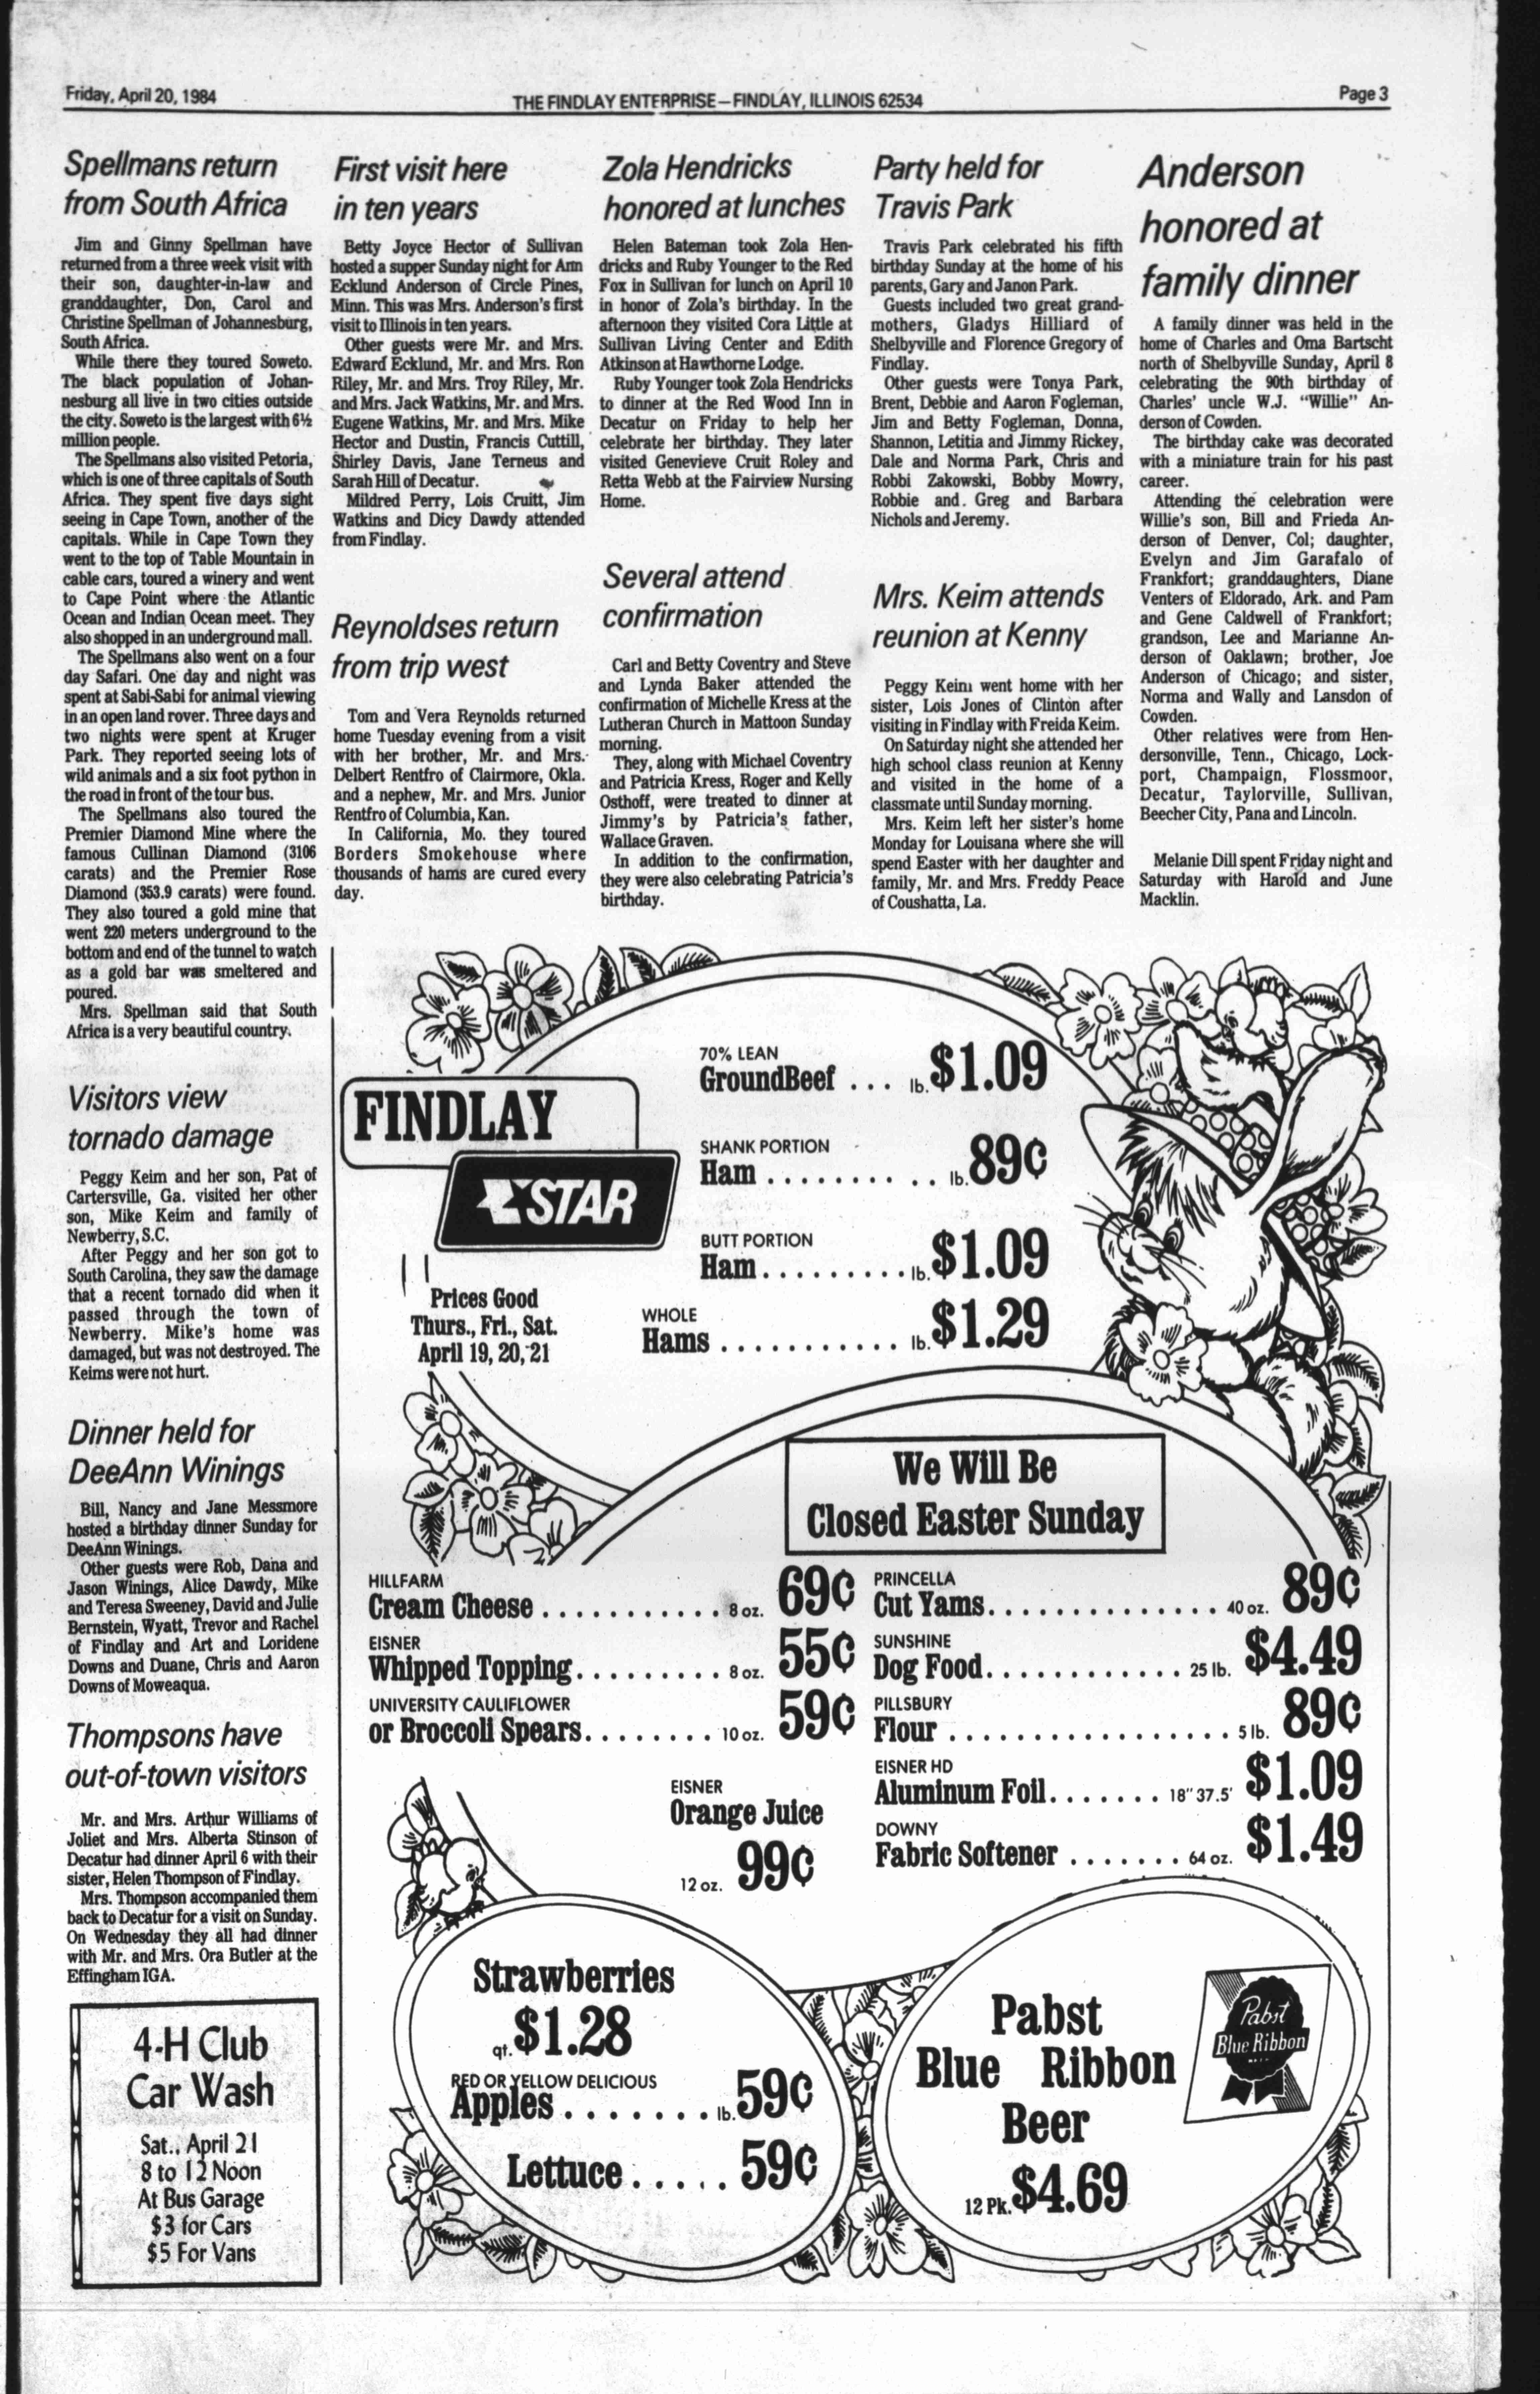 Friday, April 20, 1984
THE FINDLAY ENTERPRISE—FINDLAY, ILLINOIS 62534
Page 3
Spellmans return
from South Africa
Jim and Ginny Spellman have
returned from a three week visit with
their son, daughter-in-law and
granddaughter, Don, Carol and
Christine Spellman of Johannesburg,
South Africa.
While there they toured Soweto.
The black population of Johan-
nesburg all live in two cities outside
the city. Soweto is the largest with 6½
million people.
The Spellmans also visited Petoria,
which is one of three capitals of South
Africa. They spent five days sight
seeing in Cape Town, another of the
capitals. While in Cape Town they
went to the top of Table Mountain in
cable cars, toured a winery and went
to Cape Point where the Atlantic
Ocean and Indian Ocean meet. They
also shopped in an underground mall.
The Spellmans also went on a four
day Safari. One day and night was
spent at Sabi-Sabi for animal viewing
in an open land rover. Three days and
two nights were spent at Kruger
Park. They reported seeing lots of
wild animals and a six foot python in
the road in front of the tour bus.
The Spellmans also toured the
Premier Diamond Mine where the
famous Cullinan Diamond (3106
carats) and the Premier Rose
Diamond (353.9 carats) were found.
They also toured a gold mine that
went 220 meters underground to the
bottom and end of the tunnel to watch
as a gold bar was smeltered and
poured.
Mrs. Spellman said that South
Africa is a very beautiful country.
Visitors view
tornado damage
Peggy Keim and her son, Pat of
Cartersville, Ga. visited her other
son, Mike Keim and family of
Newberry, S.C.
After Peggy and her son got to
South Carolina, they saw the damage
that a recent tornado did when it
passed through the town of
Newberry. Mike's home was
damaged, but was not destroyed. The
Keims were not hurt.
Dinner held for
DeeAnn Winings
Bill, Nancy and Jane Messmore
hosted a birthday dinner Sunday for
DeeAnn Winings.
Other guests were Rob, Dana and
Jason Winings, Alice Dawdy, Mike
and Teresa Sweeney, David and Julie
Bernstein, Wyatt, Trevor and Rachel
of Findlay and Art and Loridene
Downs and Duane, Chris and Aaron
Downs of Moweaqua.
Thompsons have
out-of-town visitors
Mr. and Mrs. Arthur Williams of
Joliet and Mrs. Alberta Stinson of
Decatur had dinner April 6 with their
sister, Helen Thompson of Findlay.
Mrs. Thompson accompanied them
back to Decatur for a visit on Sunday.
On Wednesday they all had dinner
with Mr. and Mrs. Ora Butler at the
Effingham IGA.
4-H Club
Car Wash
Sat., April 21
8 to 12 Noon
At Bus Garage
$3 for Cars
$5 For Vans
First visit here
in ten years
Betty Joyce Hector of Sullivan
hosted a supper Sunday night for Ann
Ecklund Anderson of Circle Pines,
Minn. This was Mrs. Anderson's first
visit to Illinois in ten years.
Other guests were Mr. and Mrs.
Edward Ecklund, Mr. and Mrs. Ron
Riley, Mr. and Mrs. Troy Riley, Mr.
and Mrs. Jack Watkins, Mr. and Mrs.
Eugene Watkins, Mr. and Mrs. Mike
Hector and Dustin, Francis Cuttill,
Shirley Davis, Jane Terneus and
Sarah Hill of Decatur.
Mildred Perry, Lois Cruitt, Jim
Watkins and Dicy Dawdy attended
from Findlay.
Reynoldses return
from trip west
Tom and Vera Reynolds returned
home Tuesday evening from a visit
with her brother, Mr. and Mrs.
Delbert Rentfro of Clairmore, Okla.
and a nephew, Mr. and Mrs. Junior
Rentfro of Columbia, Kan.
In California, Mo. they toured
Borders Smokehouse where
thousands of hams are cured every
day.
Zola Hendricks
honored at lunches
Helen Bateman took Zola Hen-
dricks and Ruby Younger to the Red
Fox in Sullivan for lunch on April 10
in honor of Zola's birthday. In the
afternoon they visited Cora Little at
Sullivan Living Center and Edith
Atkinson at Hawthorne Lodge.
Ruby Younger took Zola Hendricks
to dinner at the Red Wood Inn in
Decatur on Friday to help her
celebrate her birthday. They later
visited Genevieve Cruit Roley and
Retta Webb at the Fairview Nursing
Home.
Several attend
confirmation
Carl and Betty Coventry and Steve
and Lynda Baker attended the
confirmation of Michelle Kress at the
Lutheran Church in Mattoon Sunday
morning.
They, along with Michael Coventry
and Patricia Kress, Roger and Kelly
Osthoff, were treated to dinner at
Jimmy's by Patricia's father,
Wallace Graven.
In addition to the confirmation,
they were also celebrating Patricia's
birthday.
Party held for
Travis Park
Travis Park celebrated his fifth
birthday Sunday at the home of his
parents, Gary and Janon Park.
Guests included two great grand-
mothers, Gladys Hilliard of
Shelbyville and Florence Gregory of
Findlay.
Other guests were Tonya Park,
Brent, Debbie and Aaron Fogleman,
Jim and Betty Fogleman, Donna,
Shannon, Letitia and Jimmy Rickey,
Dale and Norma Park, Chris and
Robbi Zakowski, Bobby Mowry,
Robbie and. Greg and Barbara
Nichols and Jeremy.
Mrs. Keim attends
reunion at Kenny
Peggy Keim went home with her
sister, Lois Jones of Clinton after
visiting in Findlay with Freida Keim.
On Saturday night she attended her
high school class reunion at Kenny
and visited in the home of a
classmate until Sunday morning.
Mrs. Keim left her sister's home
Monday for Louisana where she will
spend Easter with her daughter and
family, Mr. and Mrs. Freddy Peace
of Coushatta, La.
Anderson
honored at
family dinner
A family dinner was held in the
home of Charles and Oma Bartscht
north of Shelbyville Sunday, April 8
celebrating the 90th birthday of
Charles' uncle W.J. "Willie" An-
derson of Cowden.
The birthday cake was decorated
with a miniature train for his past
career.
Attending the celebration were
Willie's son, Bill and Frieda An-
derson of Denver, Col; daughter,
Evelyn and Jim Garafalo of
Frankfort; granddaughters, Diane
Venters of Eldorado, Ark. and Pam
and Gene Caldwell of Frankfort;
grandson, Lee and Marianne An-
derson of Oaklawn; brother, Joe
Anderson of Chicago; and sister,
Norma and Wally and Lansdon of
Cowden.
Other relatives were from Hen-
dersonville, Tenn., Chicago, Lock-
port, Champaign, Flossmoor,
Decatur, Taylorville, Sullivan,
Beecher City, Pana and Lincoln.
Melanie Dill spent Friday night and
Saturday with Harold and June
Macklin.
FINDLAY
STAR
Prices Good
Thurs., Fri., Sat.
April 19, 20, 21
70% LEAN
GroundBeef ... lb. $1.09
SHANK PORTION
Ham .......... lb. 89¢
BUTT PORTION
Ham ......... lb. $1.09
WHOLE
Hams ........... lb. $1.29
We Will Be
Closed Easter Sunday
HILLFARM
Cream Cheese ........... 8 oz. 69¢
EISNER
Whipped Topping ......... 8 oz. 55¢
UNIVERSITY CAULIFLOWER
or Broccoli Spears ........ 10 oz. 59¢
PRINCELLA
Cut Yams .............. 40 oz. 89¢
SUNSHINE
Dog Food ............ 25 lb. $4.49
PILLSBURY
Flour ................. 5 lb. 89¢
EISNER HD
Aluminum Foil ....... 18" 37.5' $1.09
DOWNY
Fabric Softener ....... 64 oz. $1.49
EISNER
Orange Juice
12 oz. 99¢
Strawberries
qt. $1.28
RED OR YELLOW DELICIOUS
Apples ....... lb. 59¢
Lettuce ..... 59¢
Pabst
Blue Ribbon
Beer
12 Pk. $4.69
Pabst
Blue Ribbon